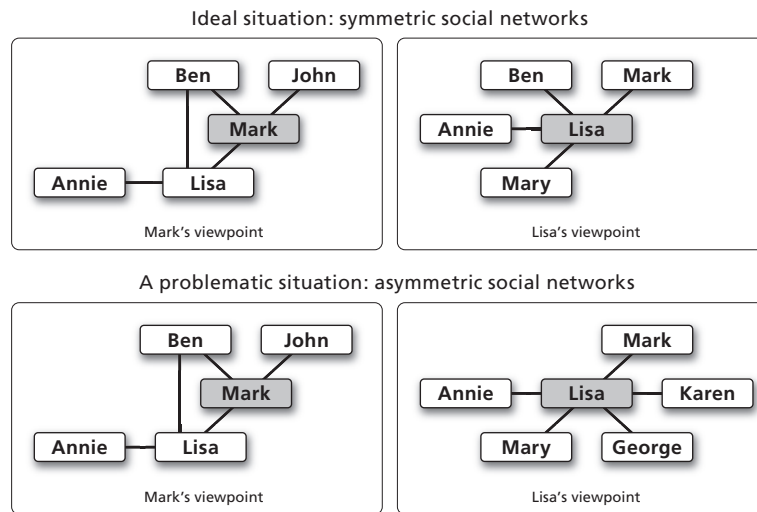 Ideal situation: symmetric social networks
Ben John
Mark
Annie Lisa
Mark's viewpoint
Ben Mark
Annie Lisa
Mary
Lisa's viewpoint
A problematic situation: asymmetric social networks
Ben John
Mark
Annie Lisa
Mark's viewpoint
Mark
Annie Lisa Karen
Mary George
Lisa's viewpoint